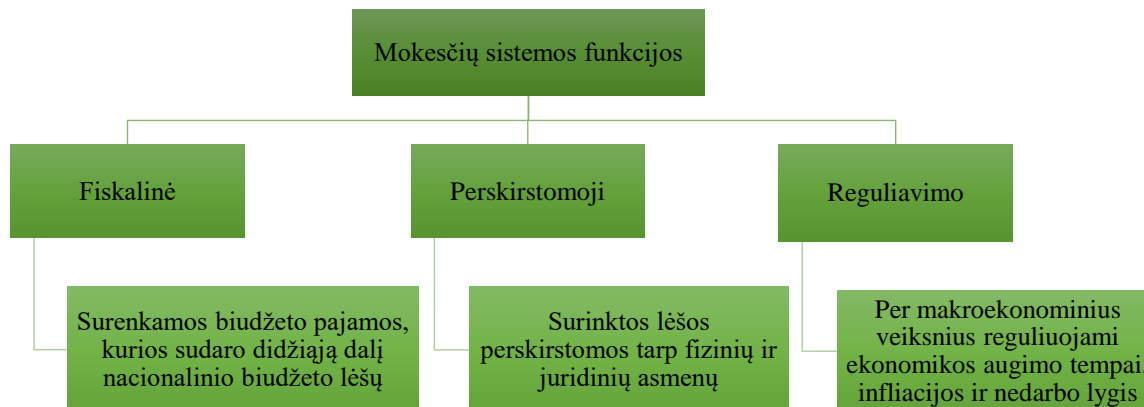 Mokesčių sistemos funkcijos
Fiskalinė
Perskirstomoji
Reguliavimo
Surenkamos biudžeto pajamos,
kurios sudaro didžiąją dalį
nacionalinio biudžeto lėšų
Surinktos lėšos
perskirstomos tarp fizinių ir
juridinių asmenų
Per makroekonominius
veiksnius reguliuojami
ekonomikos augimo tempai,
infliacijos ir nedarbo lygis